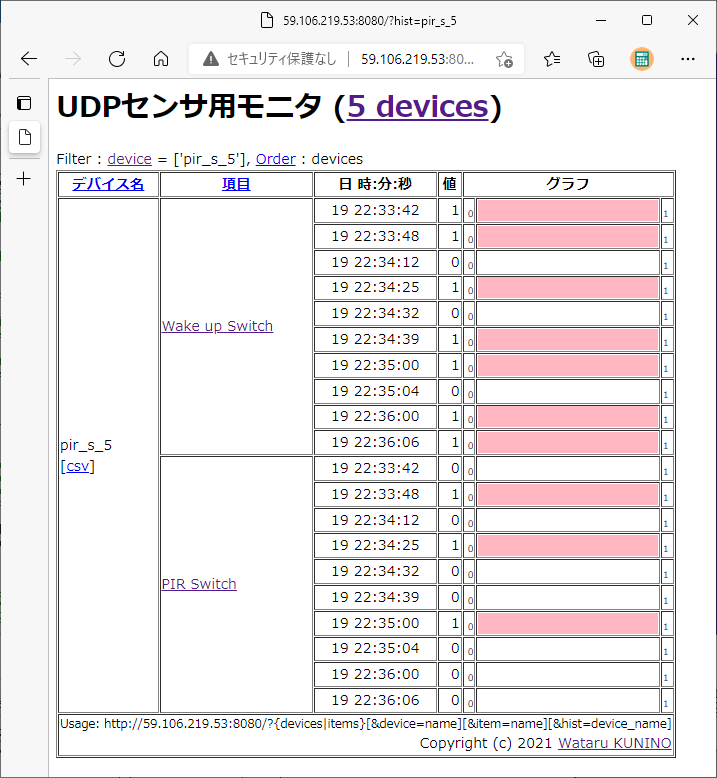 59.106.219.53:8080/?hist=pir_s_5
セキュリティ保護なし | 59.106.219.53:80...
UDPセンサ用モニタ (5 devices)
Filter : device = ['pir_s_5'], Order : devices
デバイス名 項目 日 時:分:秒 値 グラフ
pir_s_5
[csv]
Wake up Switch
19 22:33:42 1 0 1
19 22:33:48 1 0 1
19 22:34:12 0 0 1
19 22:34:25 1 0 1
19 22:34:32 0 0 1
19 22:34:39 1 0 1
19 22:35:00 1 0 1
19 22:35:04 0 0 1
19 22:36:00 1 0 1
19 22:36:06 1 0 1
PIR Switch
19 22:33:42 0 0 1
19 22:33:48 1 0 1
19 22:34:12 0 0 1
19 22:34:25 1 0 1
19 22:34:32 0 0 1
19 22:34:39 0 0 1
19 22:35:00 1 0 1
19 22:35:04 0 0 1
19 22:36:00 0 0 1
19 22:36:06 0 0 1
Usage: http://59.106.219.53:8080/?{devices|items}[&device=name][&item=name][&hist=device_name]
Copyright (c) 2021 Wataru KUNINO